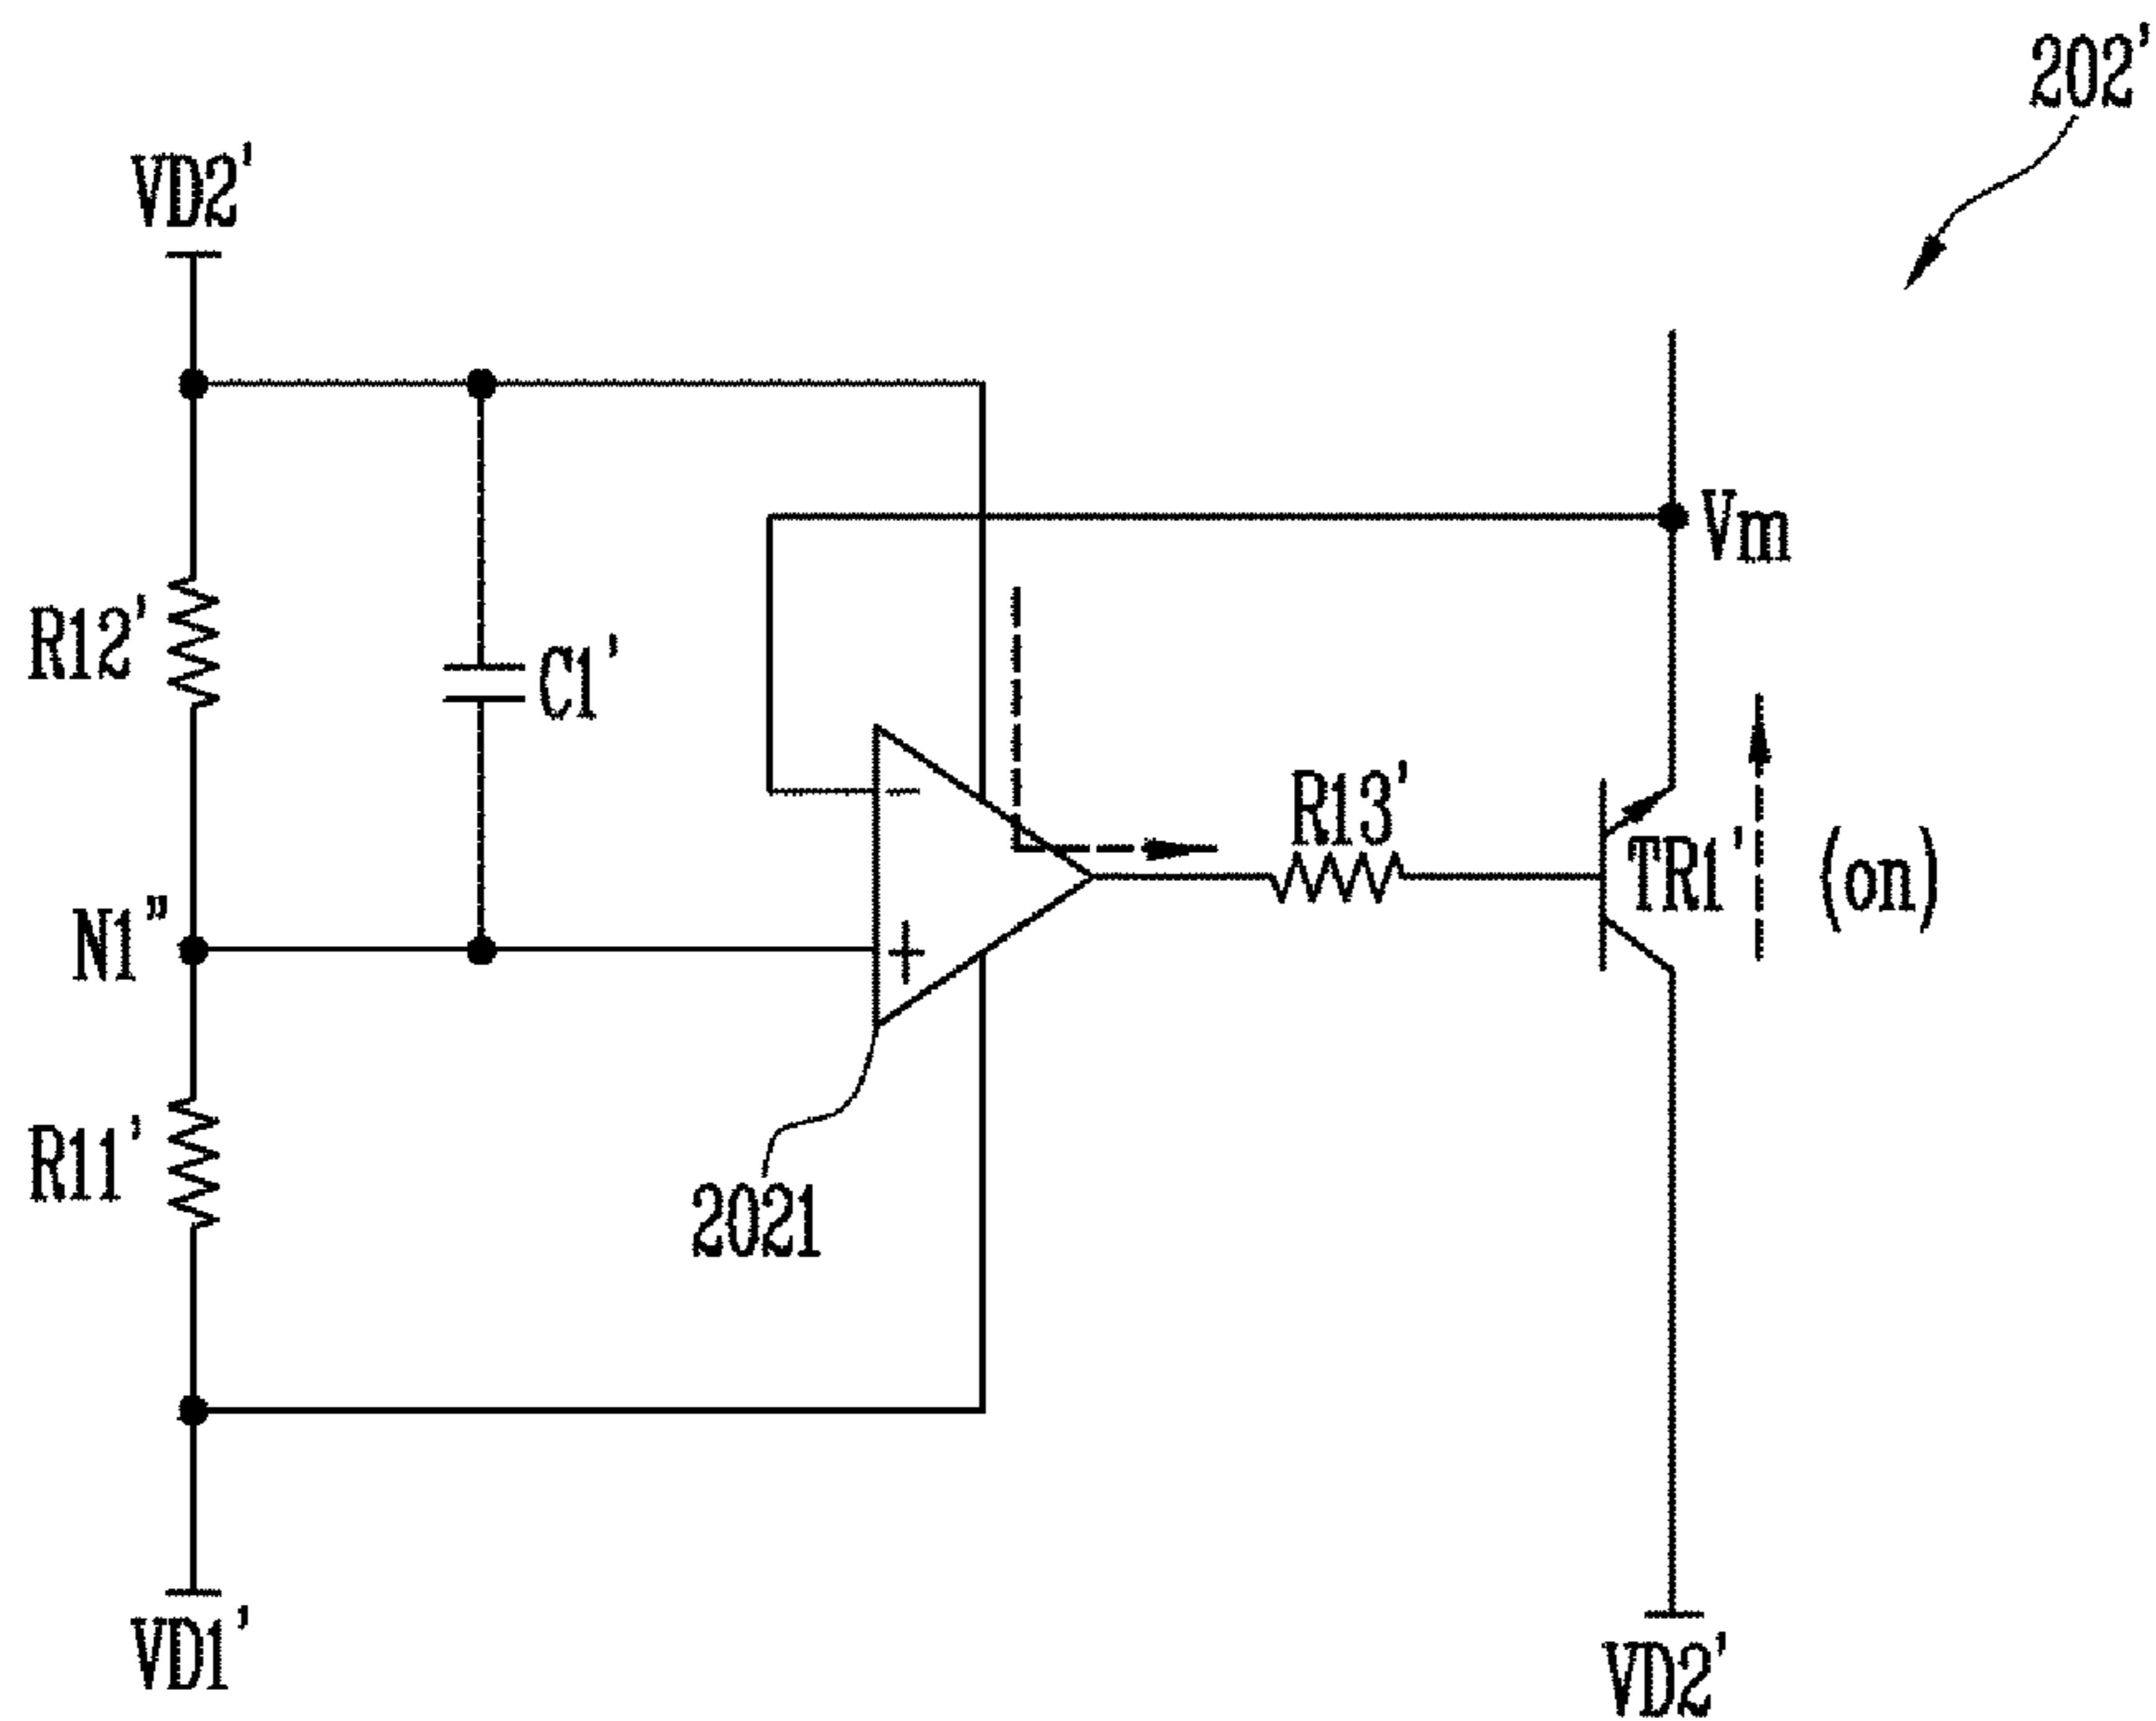 202'
VD2'
Vm
R12'
C1'
R13'
−
TR1'
(on)
N1”
+
R11'
2021
VD1'
VD2'